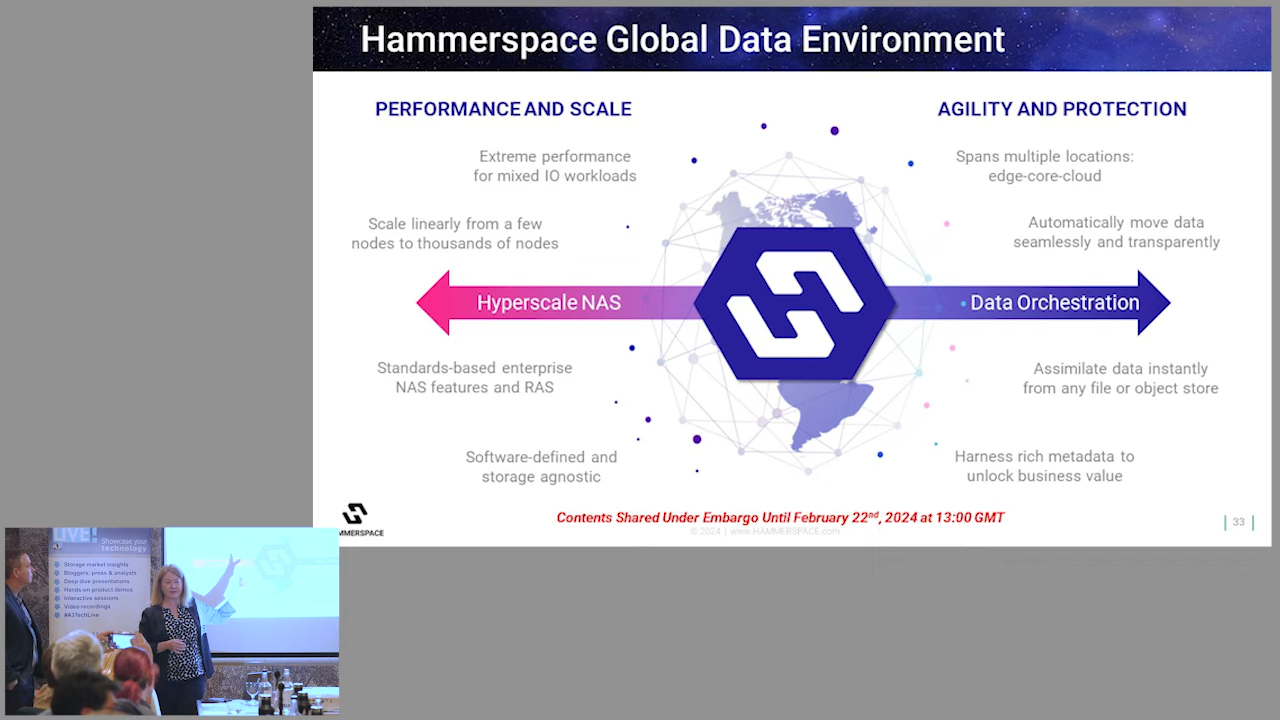 Hammerspace Global Data Environment
PERFORMANCE AND SCALE
Extreme performance
for mixed IO workloads
Scale linearly from a few
nodes to thousands of nodes
Hyperscale NAS
Standards-based enterprise
NAS features and RAS
Software-defined and
storage agnostic
AGILITY AND PROTECTION
Spans multiple locations:
edge-core-cloud
Automatically move data
seamlessly and transparently
Data Orchestration
Assimilate data instantly
from any file or object store
Harness rich metadata to
unlock business value
Contents Shared Under Embargo Until February 22nd, 2024 at 13:00 GMT
© 2024 | www.HAMMERSPACE.com
MMERSPACE
33
LIVE!
Showcase your
technology
Storage market insights
Bloggers, press & analysts
Deep dive presentations
Hands-on product demos
Interactive sessions
Video recordings
#A3TechLive